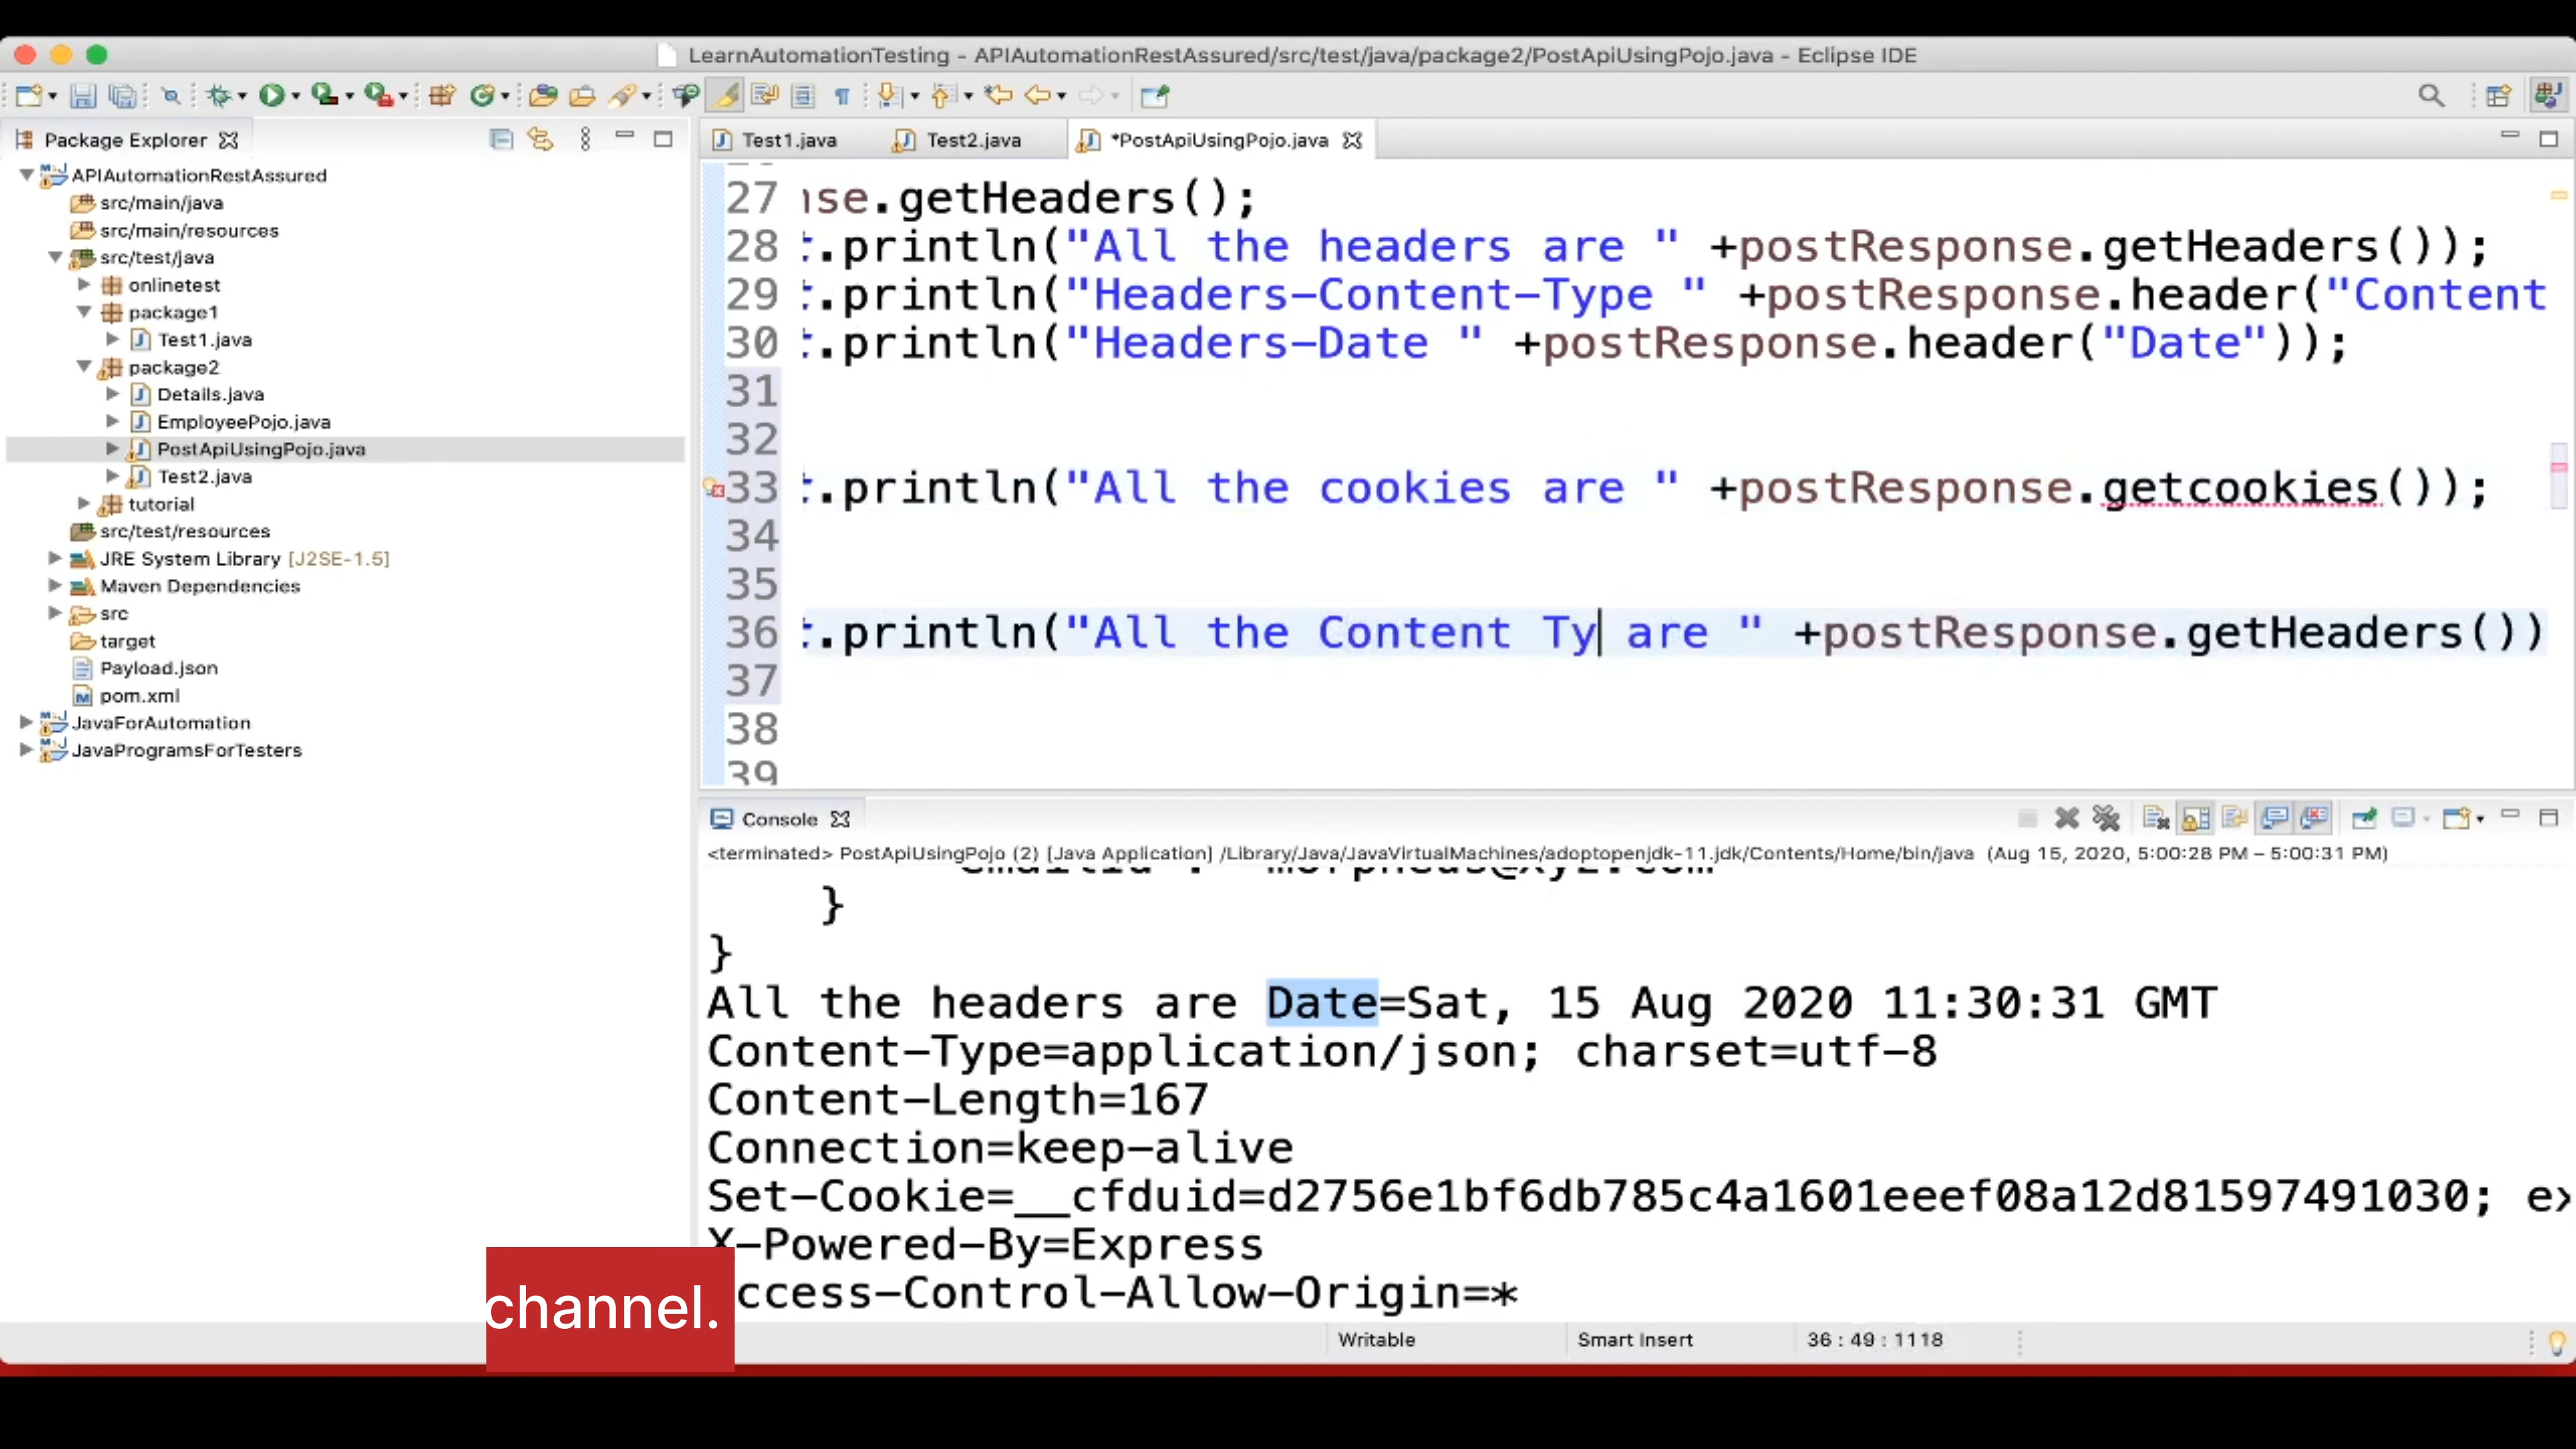 LearnAutomationTesting - APIAutomationRestAssured/src/test/java/package2/PostApiUsingPojo.java - Eclipse IDE
Package Explorer
APIAutomationRestAssured
src/main/java
src/main/resources
src/test/java
onlinetest
package1
Test1.java
package2
Details.java
EmployeePojo.java
PostApiUsingPojo.java
Test2.java
tutorial
src/test/resources
JRE System Library [J2SE-1.5]
Maven Dependencies
src
target
Payload.json
pom.xml
JavaForAutomation
JavaProgramsForTesters
Test1.java Test2.java *PostApiUsingPojo.java
27 nse.getHeaders();
28 .println("All the headers are " +postResponse.getHeaders());
29 .println("Headers-Content-Type " +postResponse.header("Content
30 .println("Headers-Date " +postResponse.header("Date"));
31
32
33 .println("All the cookies are " +postResponse.getcookies());
34
35
36 .println("All the Content Ty are " +postResponse.getHeaders())
37
38
39
Console
<terminated> PostApiUsingPojo (2) [Java Application] /Library/Java/JavaVirtualMachines/adoptopenjdk-11.jdk/Contents/Home/bin/java (Aug 15, 2020, 5:00:28 PM – 5:00:31 PM)
}
}
All the headers are Date=Sat, 15 Aug 2020 11:30:31 GMT
Content-Type=application/json; charset=utf-8
Content-Length=167
Connection=keep-alive
Set-Cookie=__cfduid=d2756e1bf6db785c4a1601eeef08a12d81597491030; ex
X-Powered-By=Express
ccess-Control-Allow-Origin=*
channel.
Writable Smart Insert 36 : 49 : 1118